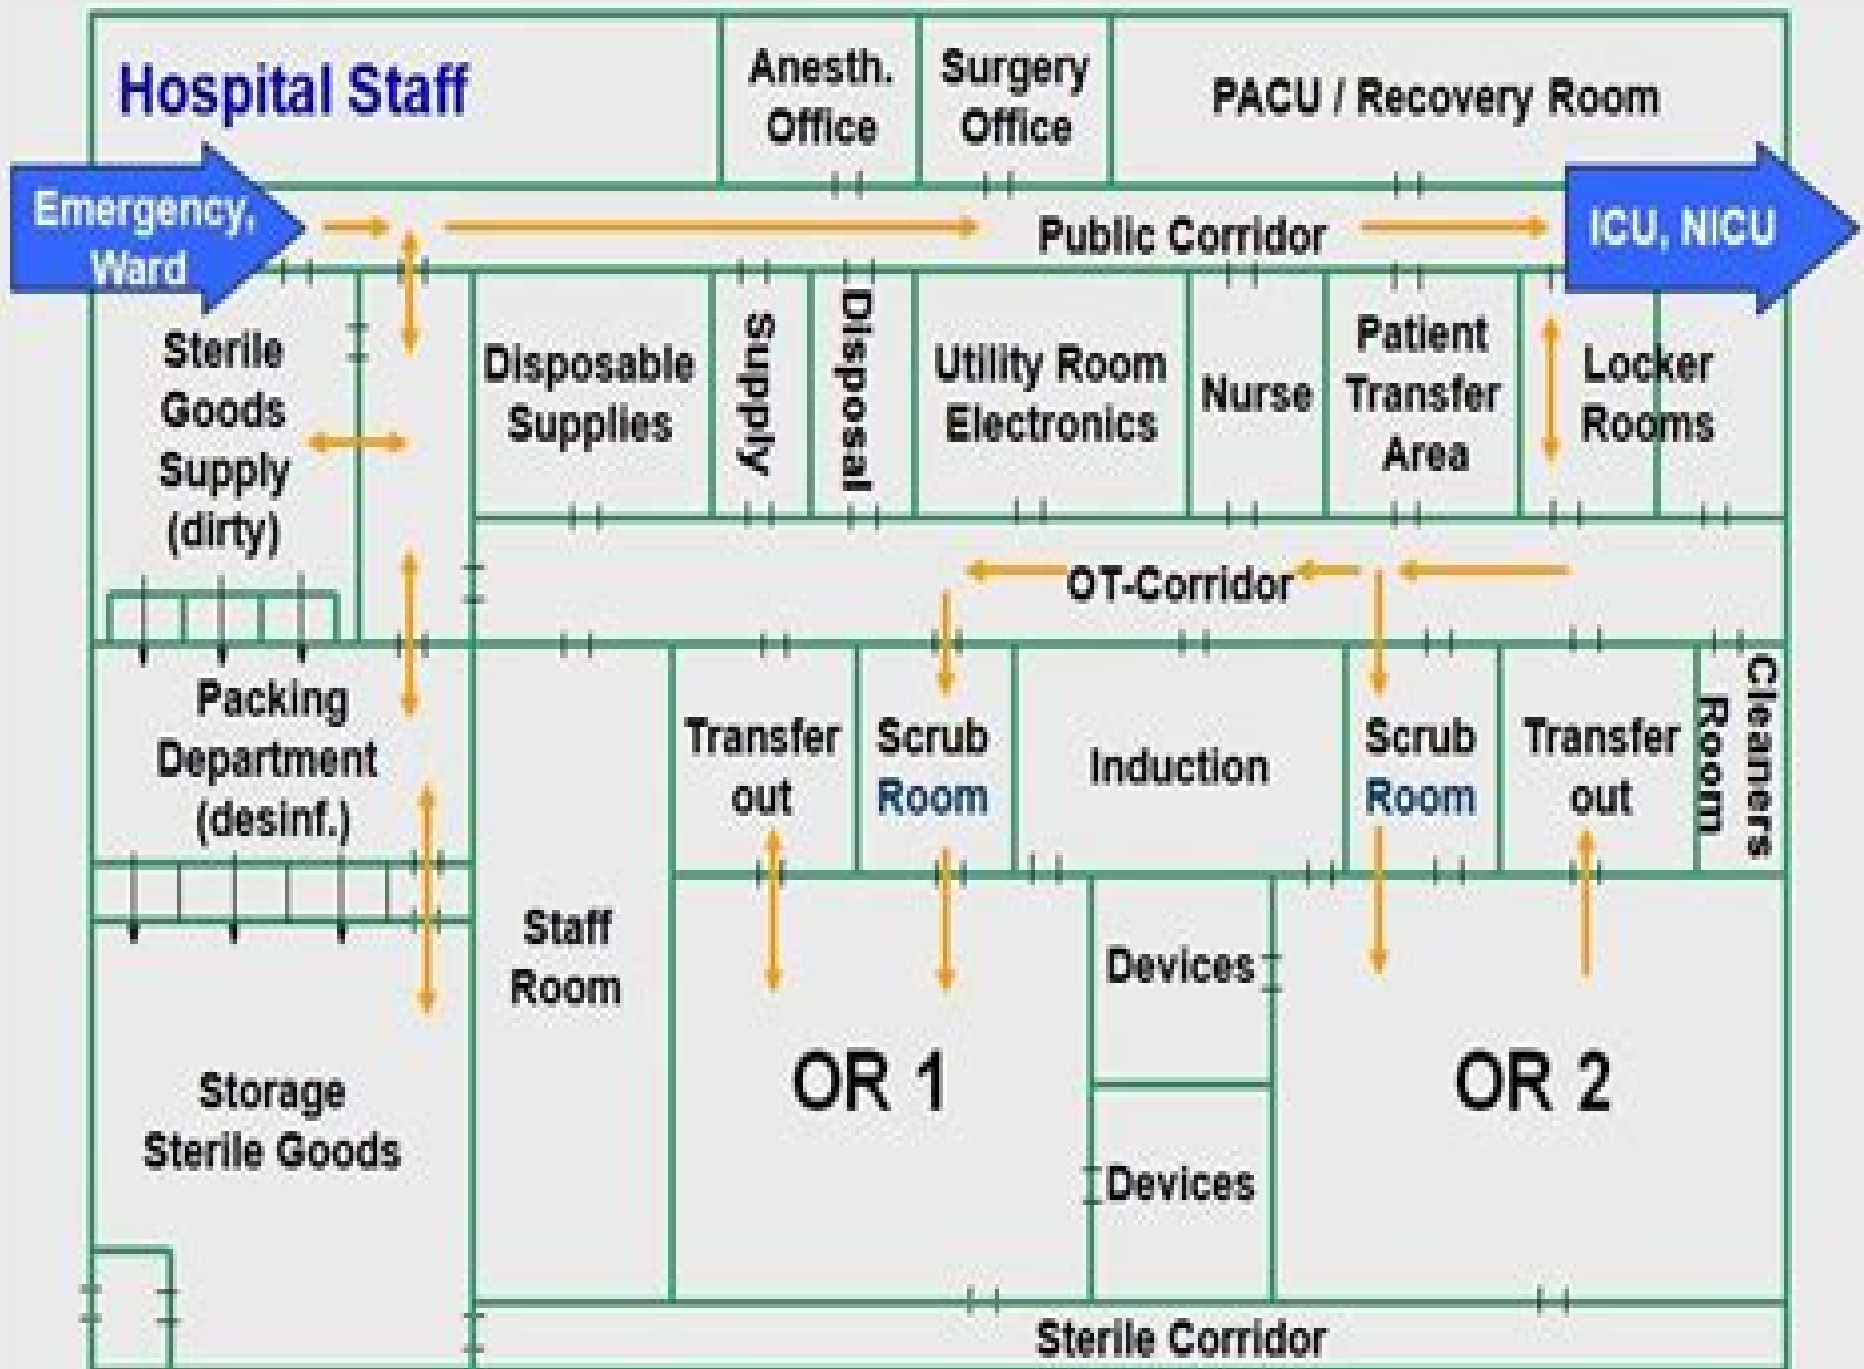 Hospital Staff
Anesth.
Office
Surgery
Office
PACU / Recovery Room
Emergency,
Ward
Public Corridor
ICU, NICU
Sterile
Goods
Supply
(dirty)
Disposable
Supplies
Supply
Disposal
Utility Room
Electronics
Nurse
Patient
Transfer
Area
Locker
Rooms
OT-Corridor
Packing
Department
(desinf.)
Transfer
out
Scrub
Room
Induction
Scrub
Room
Transfer
out
Cleaners
Room
Staff
Room
Devices
OR 1
OR 2
Storage
Sterile Goods
Devices
Sterile Corridor